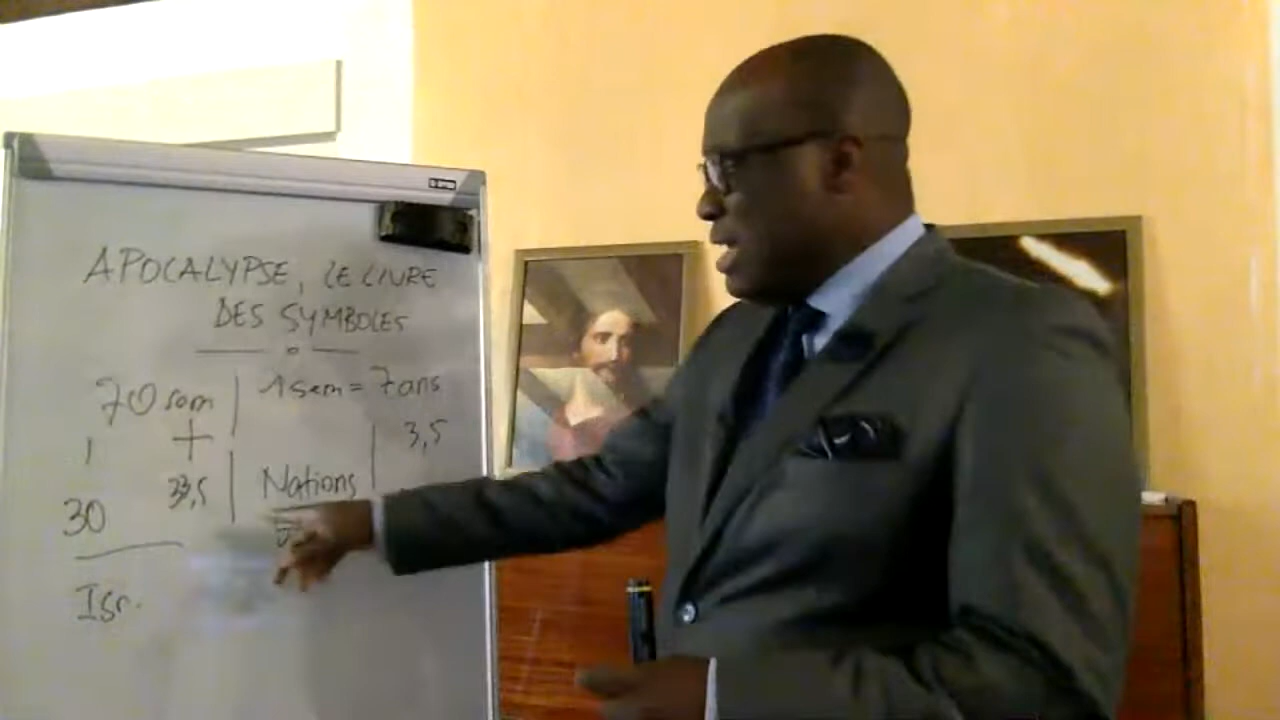 APOCALYPSE, LE LIVRE
DES SYMBOLES
70 sem | 1 sem = 7 ans
1 + 3,5
30 33,5 Nations
Isr.